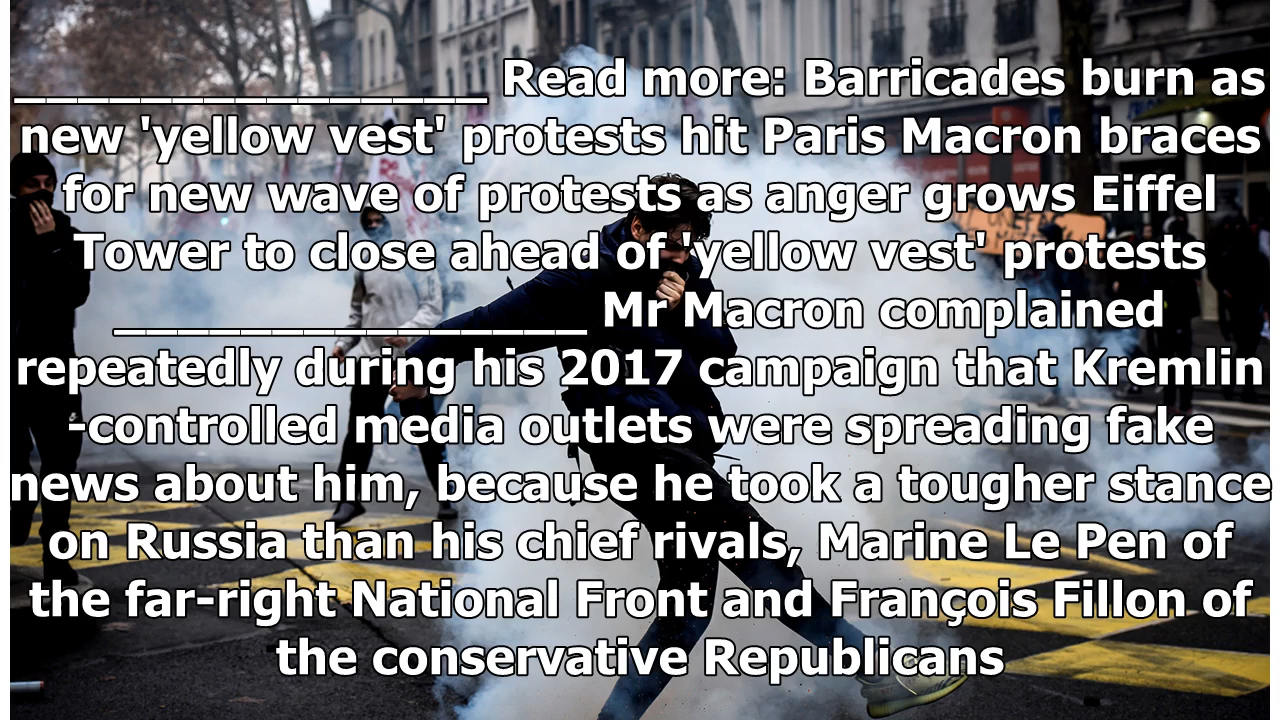 _______________ Read more: Barricades burn as
new 'yellow vest' protests hit Paris Macron braces
for new wave of protests as anger grows Eiffel
Tower to close ahead of 'yellow vest' protests
_______________ Mr Macron complained
repeatedly during his 2017 campaign that Kremlin
-controlled media outlets were spreading fake
news about him, because he took a tougher stance
on Russia than his chief rivals, Marine Le Pen of
the far-right National Front and François Fillon of
the conservative Republicans